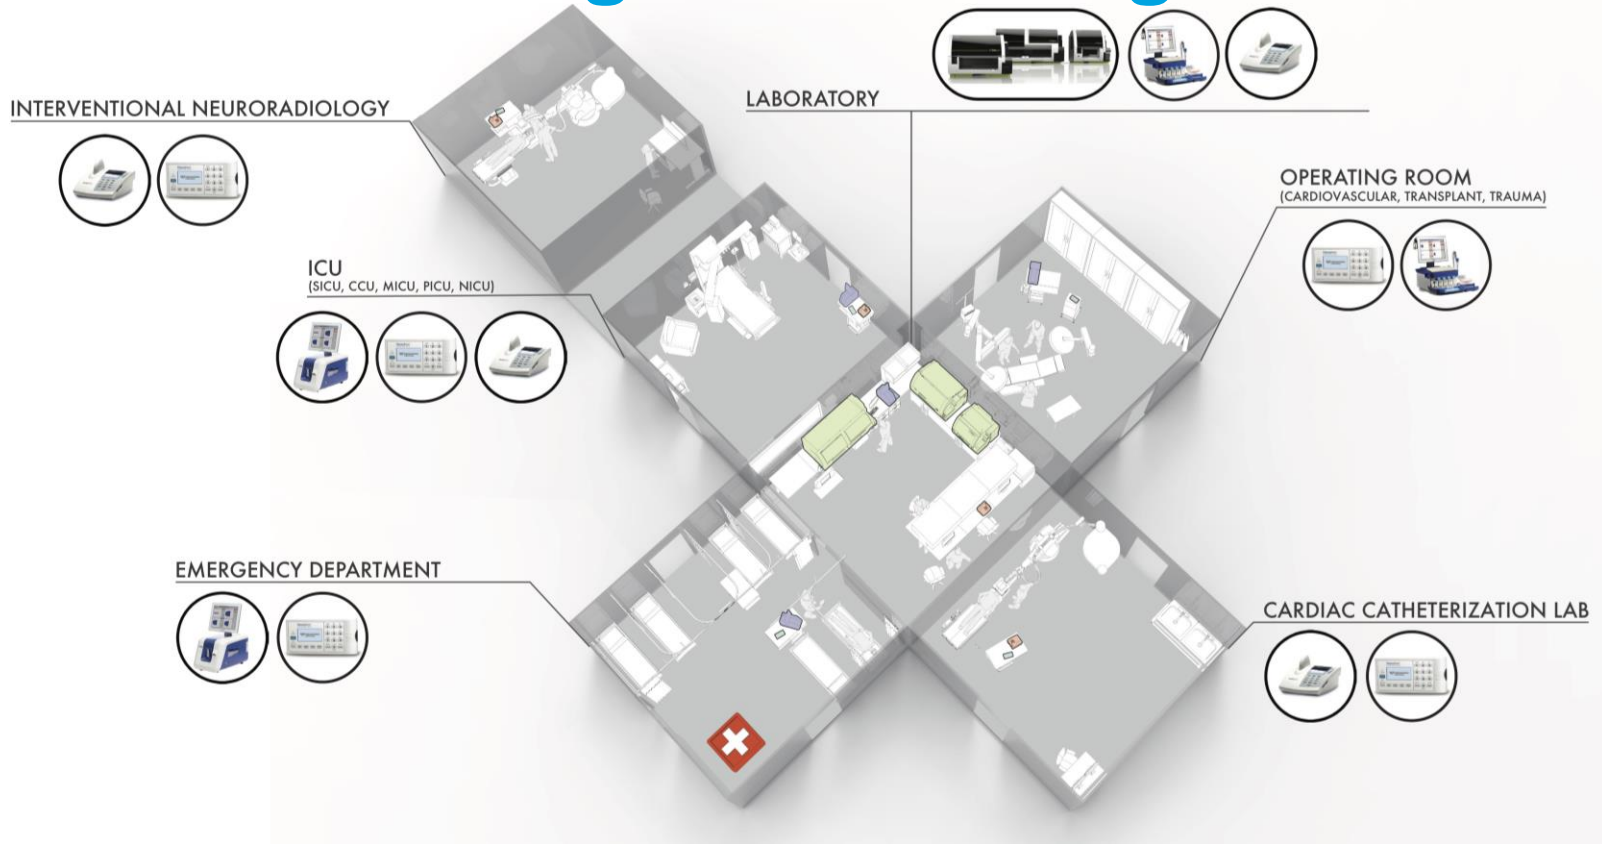 LABORATORY
INTERVENTIONAL NEURORADIOLOGY
OPERATING ROOM
(CARDIOVASCULAR, TRANSPLANT, TRAUMA)
ICU
(SICU, CCU, MICU, PICU, NICU)
EMERGENCY DEPARTMENT
CARDIAC CATHETERIZATION LAB